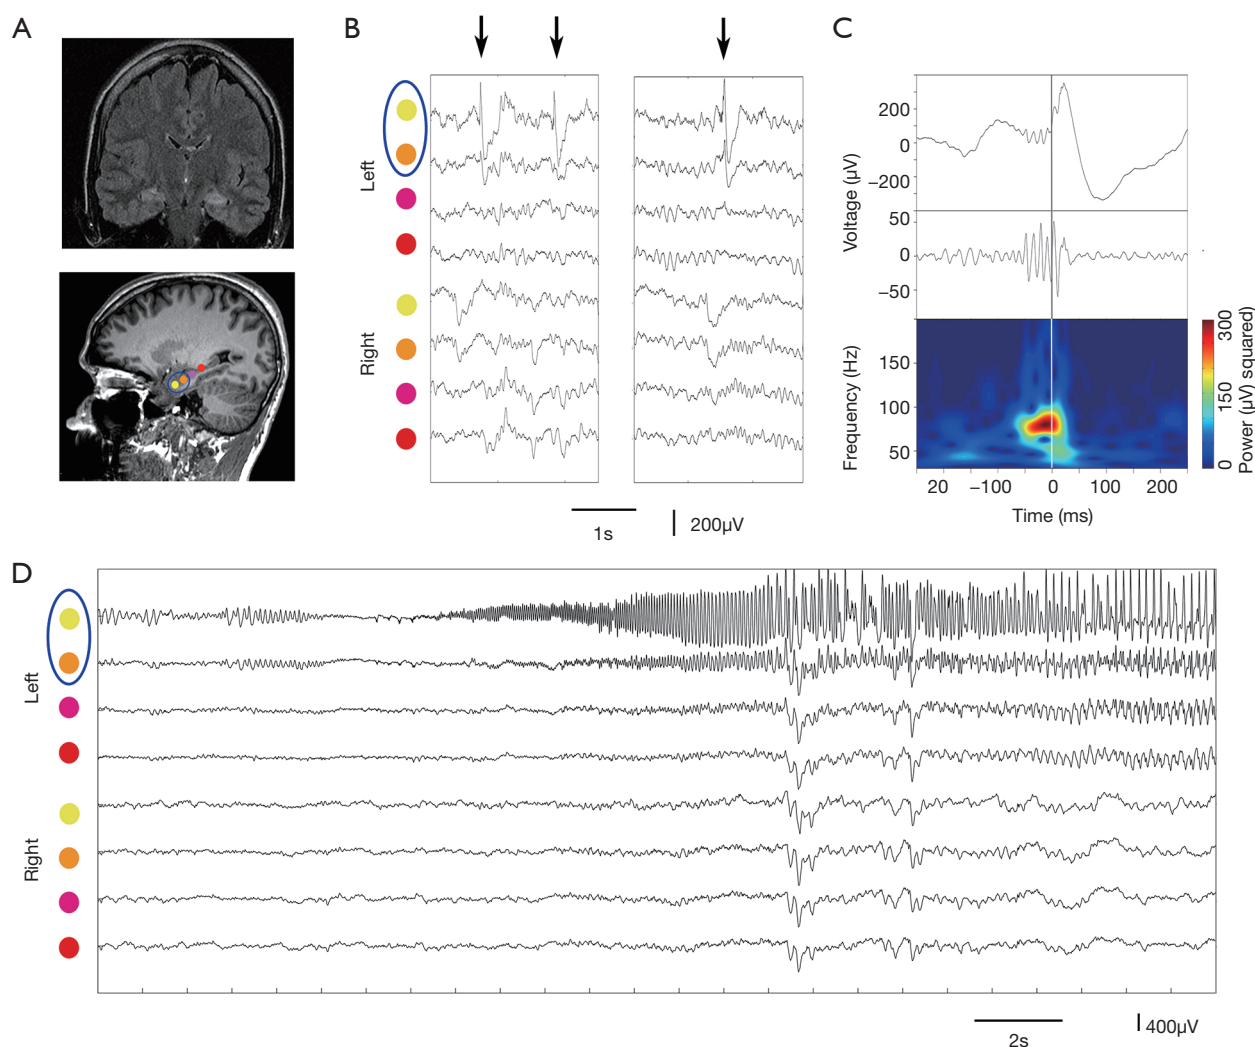 A
B
C
Left
Right
1s
200µV
Voltage (µV)
200
0
−200
50
0
−50
Frequency (Hz)
150
100
50
20
−100
0
100
200
Time (ms)
300
150
0
Power (µV) squared)
D
Left
Right
2s
400µV